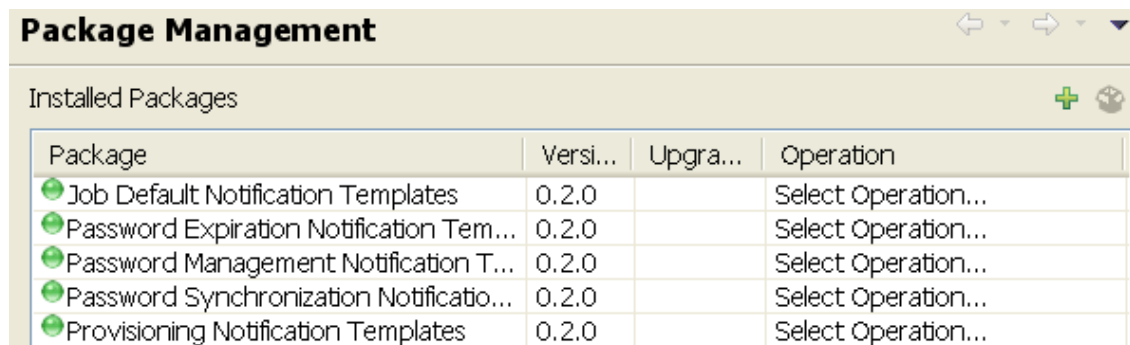 Package Management
Installed Packages
Package Versi... Upgra... Operation
Job Default Notification Templates 0.2.0 Select Operation...
Password Expiration Notification Tem... 0.2.0 Select Operation...
Password Management Notification T... 0.2.0 Select Operation...
Password Synchronization Notificatio... 0.2.0 Select Operation...
Provisioning Notification Templates 0.2.0 Select Operation...